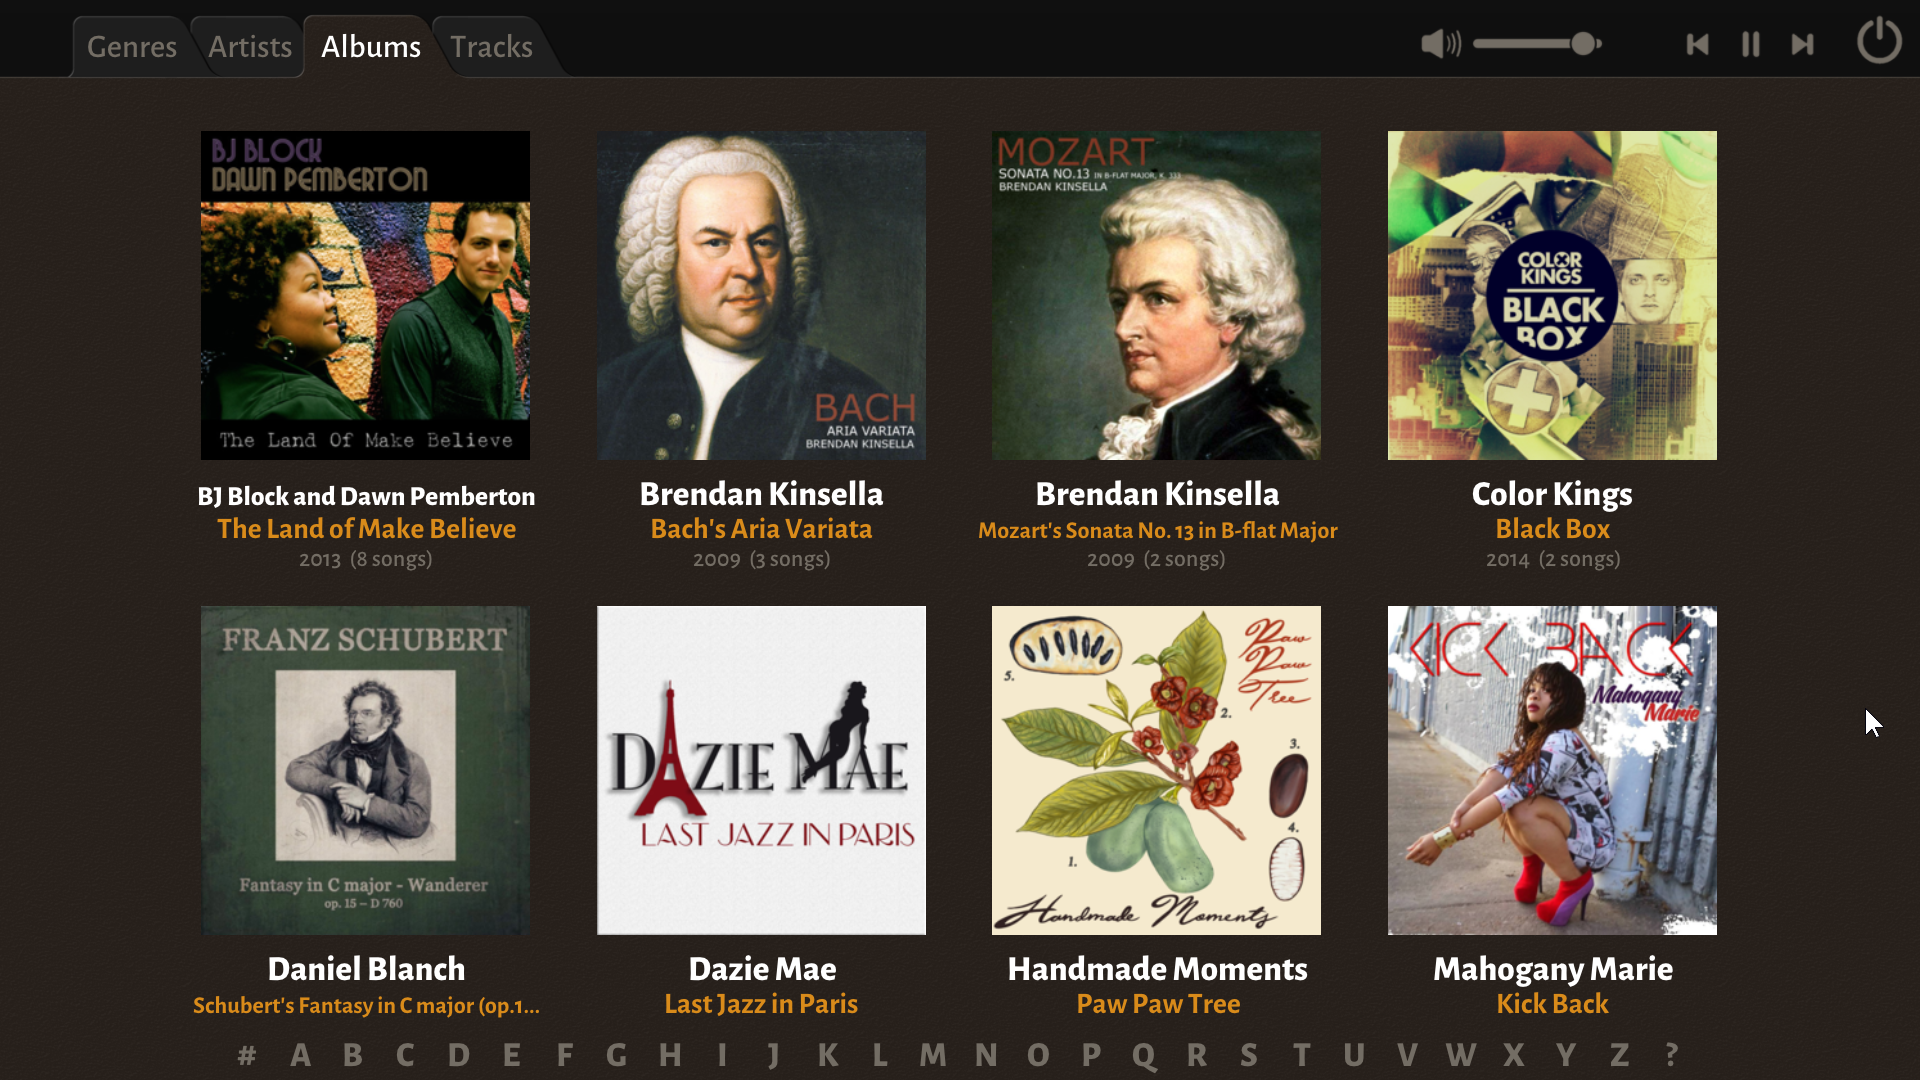 Genres Artists Albums Tracks
BJ BLOCK
DAWN PEMBERTON
The Land Of Make Believe
BACH
ARIA VARIATA
BRENDAN KINSELLA
MOZART
SONATA NO.13 IN B-FLAT MAJOR, K. 333
BRENDAN KINSELLA
COLOR
KINGS
BLACK
BOX
BJ Block and Dawn Pemberton
The Land of Make Believe
2013 (8 songs)
Brendan Kinsella
Bach's Aria Variata
2009 (3 songs)
Brendan Kinsella
Mozart's Sonata No. 13 in B-flat Major
2009 (2 songs)
Color Kings
Black Box
2014 (2 songs)
FRANZ SCHUBERT
Fantasy in C major - Wanderer
op. 15 – D 760
DAZIE MAE
LAST JAZZ IN PARIS
Paw
Paw
Tree
5.
2.
3.
4.
1.
Handmade Moments
KICK BACK
Mahogany
Marie
Daniel Blanch
Schubert's Fantasy in C major (op.1...
Dazie Mae
Last Jazz in Paris
Handmade Moments
Paw Paw Tree
Mahogany Marie
Kick Back
# A B C D E F G H I J K L M N O P Q R S T U V W X Y Z ?